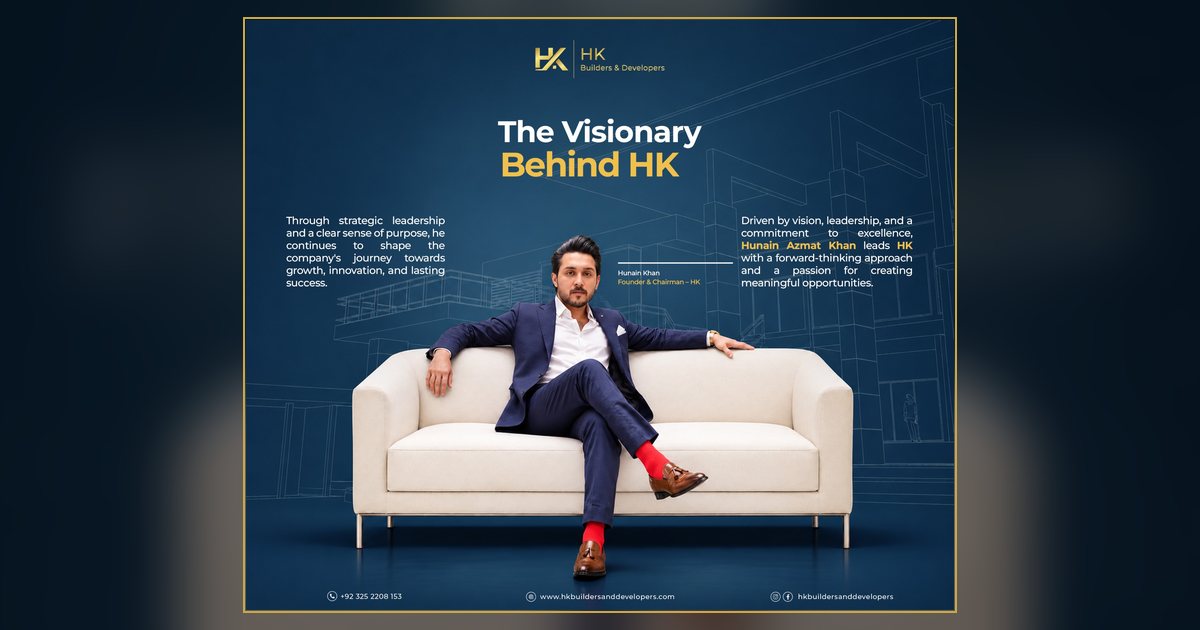 HK
HK
Builders & Developers
The Visionary
Behind HK
Through strategic leadership
and a clear sense of purpose, he
continues to shape the
company's journey towards
growth, innovation, and lasting
success.
Hunain Khan
Founder & Chairman – HK
Driven by vision, leadership, and a
commitment to excellence,
Hunain Azmat Khan leads HK
with a forward-thinking approach
and a passion for creating
meaningful opportunities.
+92 325 2208 153
www.hkbuildersanddevelopers.com
hkbuildersanddevelopers